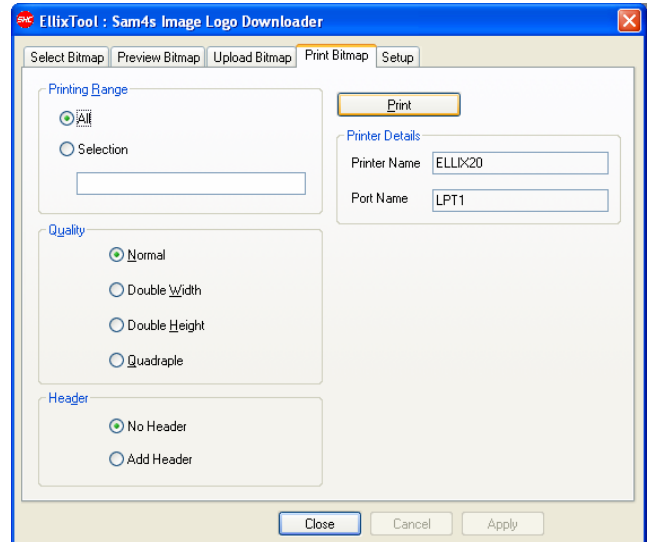 SHC EllixTool : Sam4s Image Logo Downloader
Select Bitmap Preview Bitmap Upload Bitmap Print Bitmap Setup
Printing Range
All
Selection
Print
Printer Details
Printer Name ELLIX20
Port Name LPT1
Quality
Normal
Double Width
Double Height
Quadraple
Header
No Header
Add Header
Close Cancel Apply